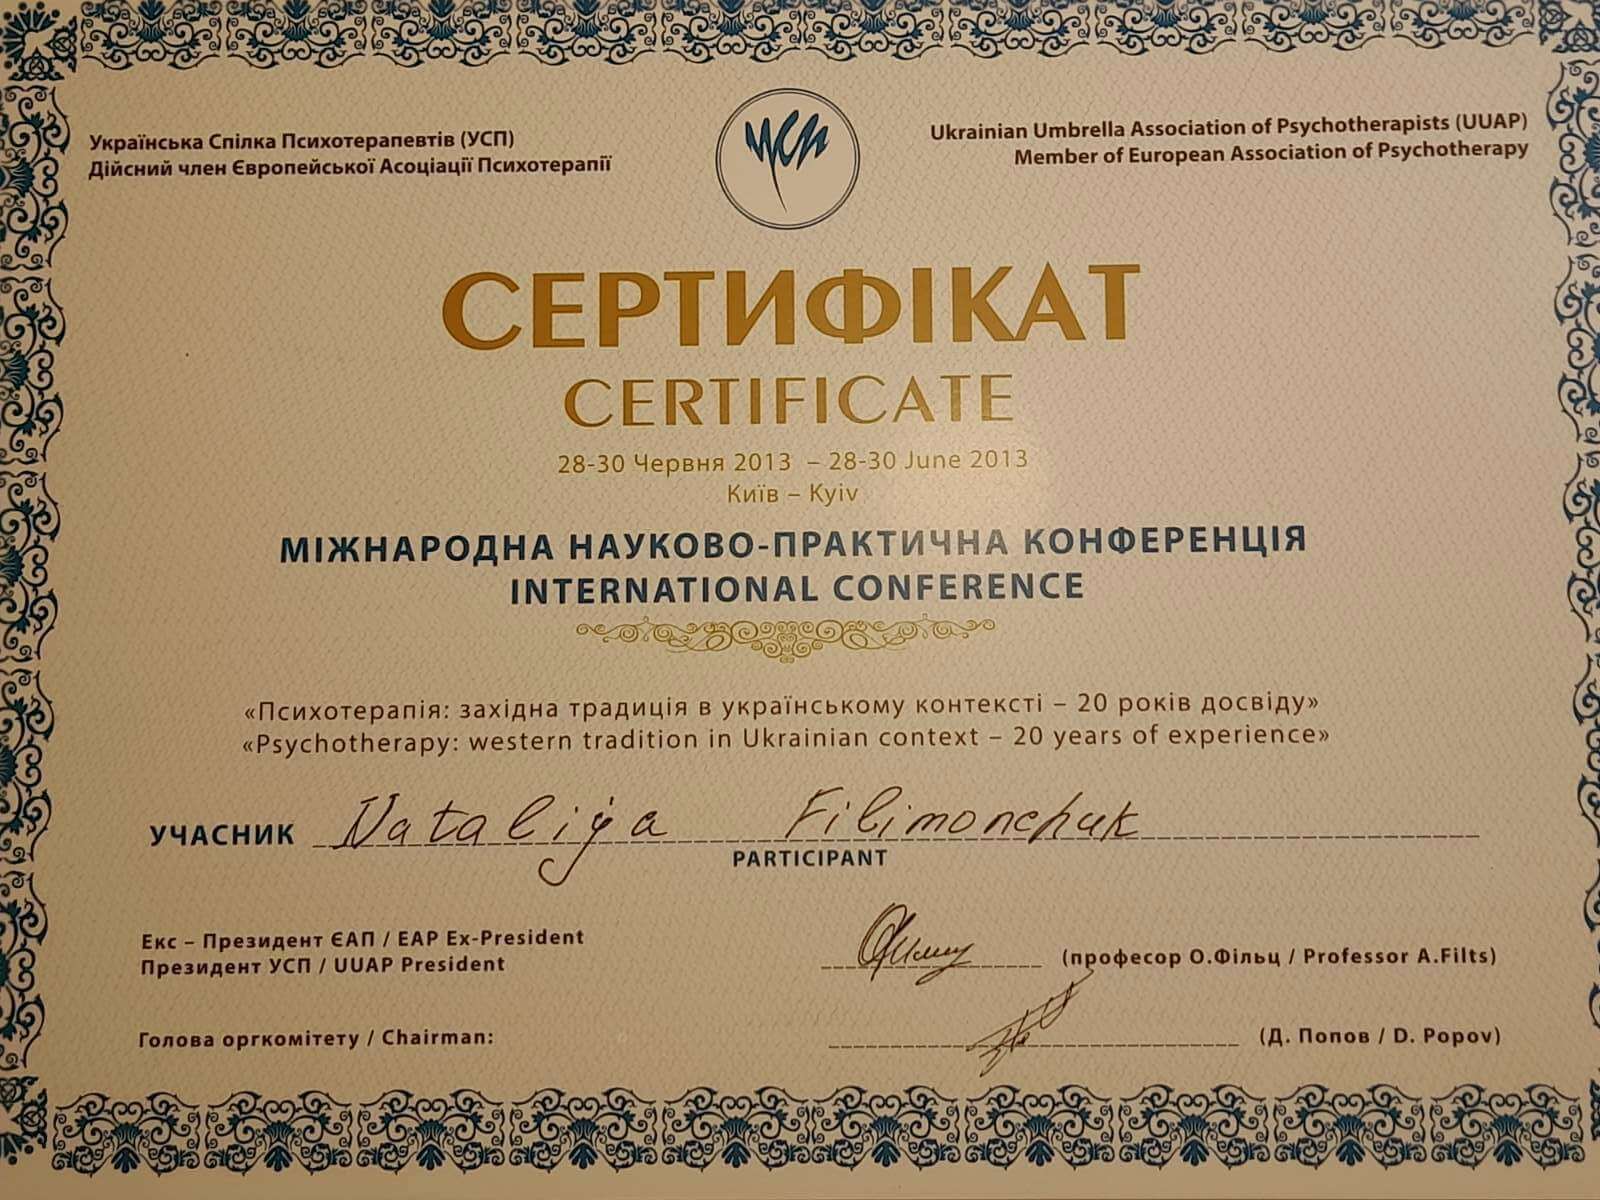 Українська Спілка Психотерапевтів (УСП)
Дійсний член Європейської Асоціації Психотерапії
УСП
Ukrainian Umbrella Association of Psychotherapists (UUAP)
Member of European Association of Psychotherapy
СЕРТИФІКАТ
CERTIFICATE
28-30 Червня 2013 – 28-30 June 2013
Київ – Kyiv
МІЖНАРОДНА НАУКОВО-ПРАКТИЧНА КОНФЕРЕНЦІЯ
INTERNATIONAL CONFERENCE
«Психотерапія: західна традиція в українському контексті – 20 років досвіду»
«Psychotherapy: western tradition in Ukrainian context – 20 years of experience»
УЧАСНИК Nataliya Filimonchuk
PARTICIPANT
Екс – Президент ЄАП / EAP Ex-President
Президент УСП / UUAP President
(професор О.Фільц / Professor A.Filts)
Голова оргкомітету / Chairman:
(Д. Попов / D. Popov)